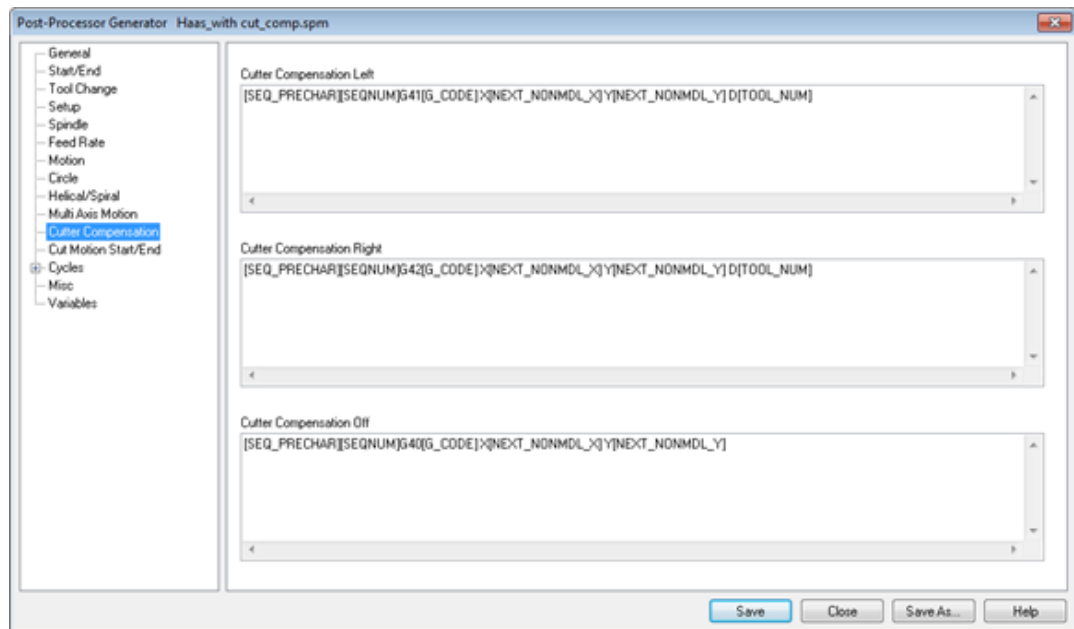 Post-Processor Generator Haas_with cut_comp.spm
General
Start/End
Tool Change
Setup
Spindle
Feed Rate
Motion
Circle
Helical/Spiral
Multi Axis Motion
Cutter Compensation
Cut Motion Start/End
Cycles
Misc
Variables
Cutter Compensation Left
[SEQ_PRECHAR][SEQNUM]G41[G_CODE]X[NEXT_NONMDL_X]Y[NEXT_NONMDL_Y] D[TOOL_NUM]
Cutter Compensation Right
[SEQ_PRECHAR][SEQNUM]G42[G_CODE]X[NEXT_NONMDL_X]Y[NEXT_NONMDL_Y] D[TOOL_NUM]
Cutter Compensation Off
[SEQ_PRECHAR][SEQNUM]G40[G_CODE]X[NEXT_NONMDL_X]Y[NEXT_NONMDL_Y]
Save Close Save As... Help